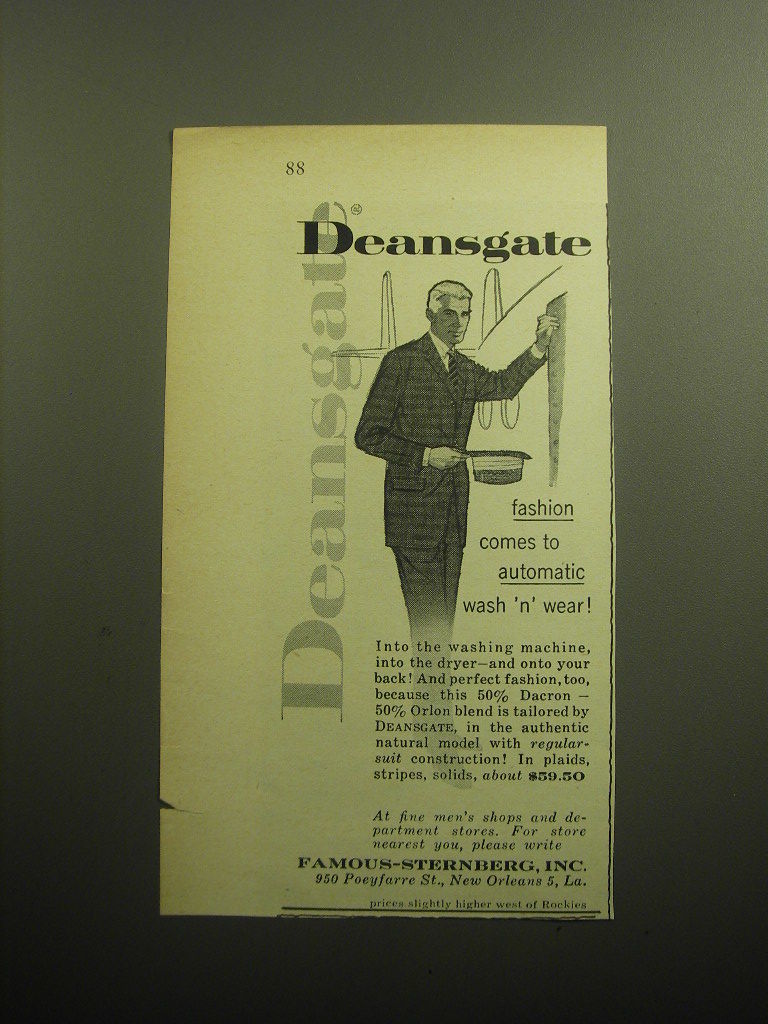 88
Deansgate
®
Deansgate
fashion
comes to
automatic
wash 'n' wear!
Into the washing machine,
into the dryer—and onto your
back! And perfect fashion, too,
because this 50% Dacron —
50% Orlon blend is tailored by
DEANSGATE, in the authentic
natural model with regular-
suit construction! In plaids,
stripes, solids, about $59.50
At fine men's shops and de-
partment stores. For store
nearest you, please write
FAMOUS-STERNBERG, INC.
950 Poeyfarre St., New Orleans 5, La.
prices slightly higher west of Rockies